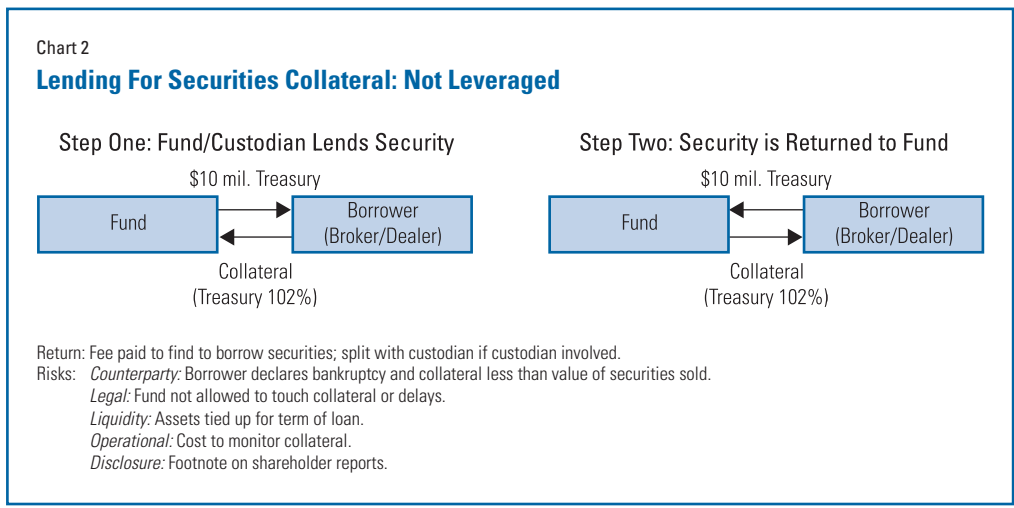 Chart 2
Lending For Securities Collateral: Not Leveraged
Step One: Fund/Custodian Lends Security
$10 mil. Treasury
Fund
Borrower
(Broker/Dealer)
Collateral
(Treasury 102%)
Step Two: Security is Returned to Fund
$10 mil. Treasury
Fund
Borrower
(Broker/Dealer)
Collateral
(Treasury 102%)
Return: Fee paid to find to borrow securities; split with custodian if custodian involved.
Risks: Counterparty: Borrower declares bankruptcy and collateral less than value of securities sold.
Legal: Fund not allowed to touch collateral or delays.
Liquidity: Assets tied up for term of loan.
Operational: Cost to monitor collateral.
Disclosure: Footnote on shareholder reports.